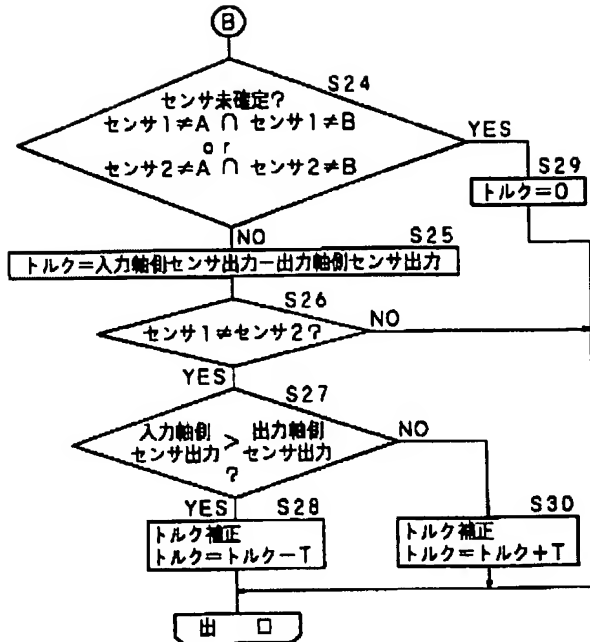 B
S24
センサ未確定?
センサ1≠A ∩ センサ1≠B
or
センサ2≠A ∩ センサ2≠B
YES
S29
トルク=0
NO
S25
トルク=入力軸側センサ出力-出力軸側センサ出力
S26
センサ1≠センサ2?
NO
YES
S27
入力軸側 > 出力軸側
センサ出力 センサ出力
?
NO
YES
S28
トルク補正
トルク=トルク-T
S30
トルク補正
トルク=トルク+T
出 口